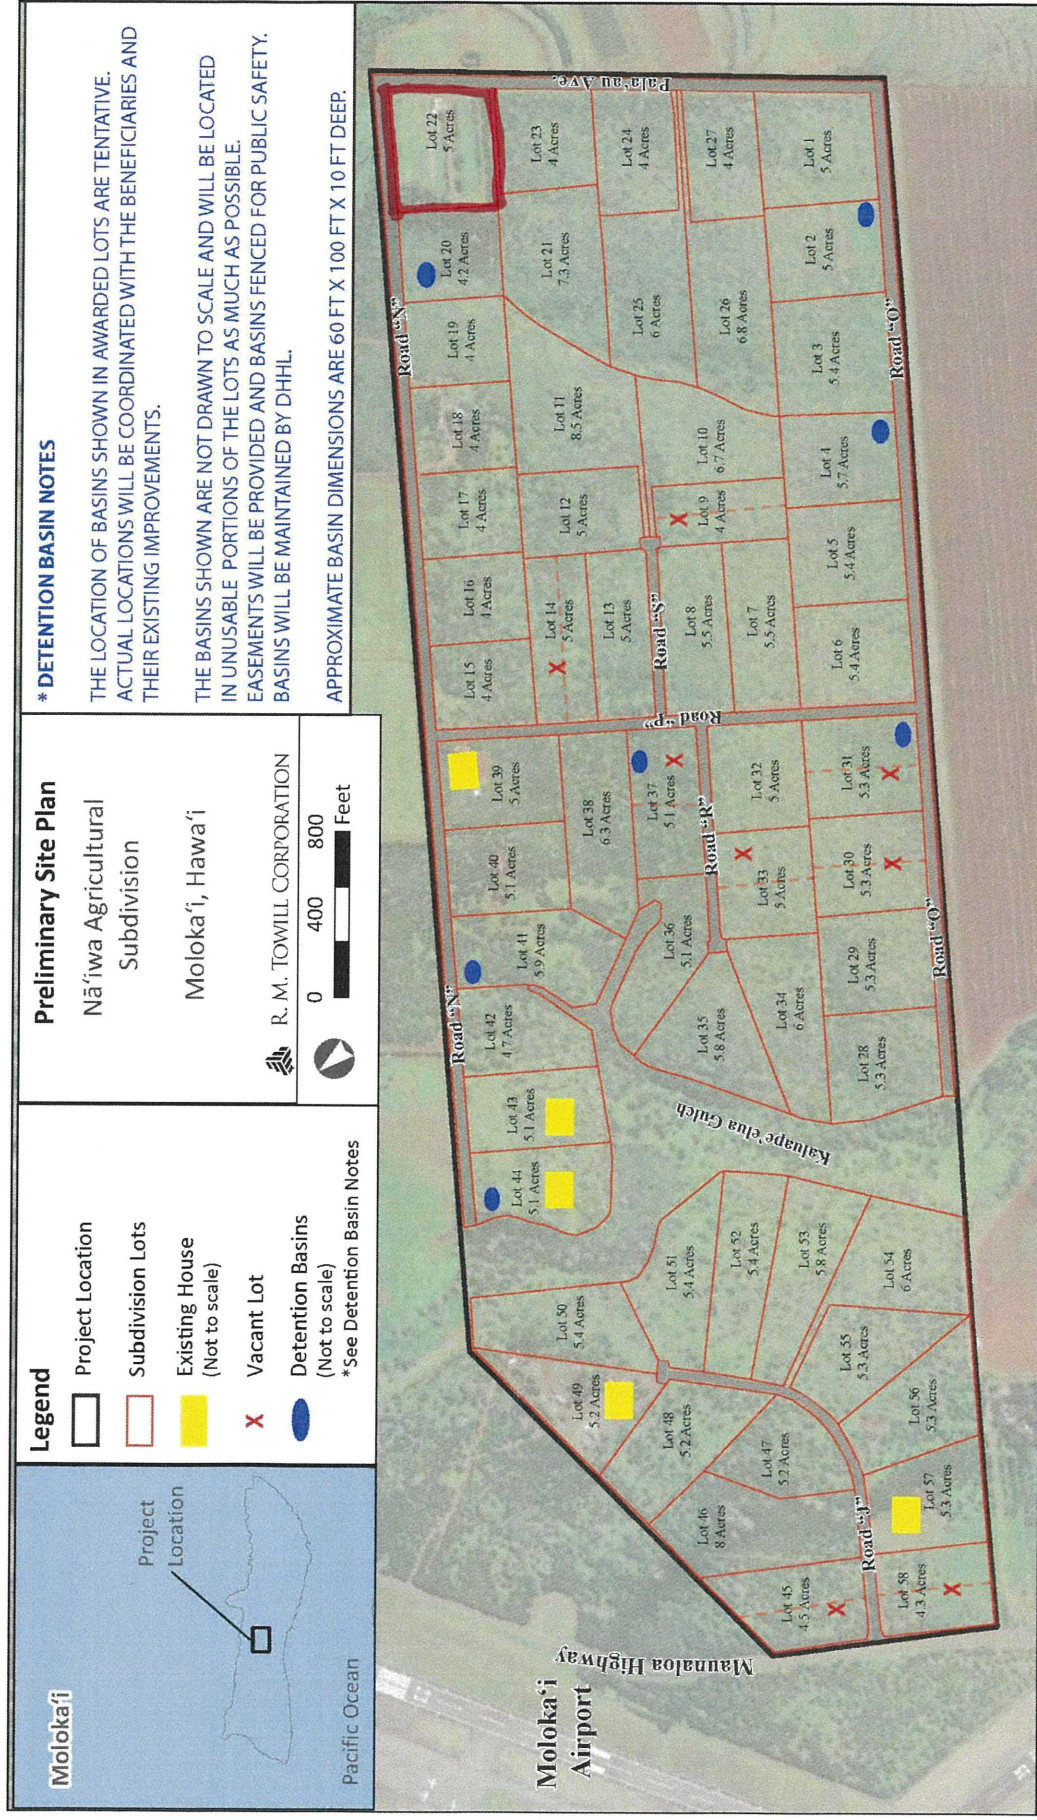 Moloka‘i
Project
Location
Pacific Ocean
Legend
Project Location
Subdivision Lots
Existing House
(Not to scale)
Vacant Lot
Detention Basins
(Not to scale)
*See Detention Basin Notes
Preliminary Site Plan
Nā‘iwa Agricultural
Subdivision
Moloka‘i, Hawai‘i
R. M. TOWILL CORPORATION
0 400 800
Feet
* DETENTION BASIN NOTES
THE LOCATION OF BASINS SHOWN IN AWARDED LOTS ARE TENTATIVE.
ACTUAL LOCATIONS WILL BE COORDINATED WITH THE BENEFICIARIES AND
THEIR EXISTING IMPROVEMENTS.
THE BASINS SHOWN ARE NOT DRAWN TO SCALE AND WILL BE LOCATED
IN UNUSABLE PORTIONS OF THE LOTS AS MUCH AS POSSIBLE.
EASEMENTS WILL BE PROVIDED AND BASINS FENCED FOR PUBLIC SAFETY.
BASINS WILL BE MAINTAINED BY DHHL.
APPROXIMATE BASIN DIMENSIONS ARE 60 FT X 100 FT X 10 FT DEEP.
Moloka‘i
Airport
Maunaloa Highway
Road "N"
Road "N"
Pala‘au Ave.
Road "O"
Road "O"
Road "P"
Road "R"
Road "S"
Road "J"
Kaluape‘elua Gulch
Lot 44
5.1 Acres
Lot 43
5.1 Acres
Lot 42
4.7 Acres
Lot 41
5.9 Acres
Lot 40
5.1 Acres
Lot 39
5 Acres
Lot 15
4 Acres
Lot 16
4 Acres
Lot 17
4 Acres
Lot 18
4 Acres
Lot 19
4 Acres
Lot 20
4.2 Acres
Lot 22
5 Acres
Lot 50
5.4 Acres
Lot 38
6.3 Acres
Lot 14
5 Acres
Lot 12
5 Acres
Lot 11
8.5 Acres
Lot 21
7.3 Acres
Lot 23
4 Acres
Lot 49
5.2 Acres
Lot 37
5.1 Acres
Lot 13
5 Acres
Lot 25
6 Acres
Lot 24
4 Acres
Lot 48
5.2 Acres
Lot 51
5.4 Acres
Lot 36
5.1 Acres
Lot 35
5.8 Acres
Lot 8
5.5 Acres
Lot 9
4 Acres
Lot 10
6.7 Acres
Lot 26
6.8 Acres
Lot 27
4 Acres
Lot 46
8 Acres
Lot 47
5.2 Acres
Lot 52
5.4 Acres
Lot 53
5.8 Acres
Lot 34
6 Acres
Lot 33
5 Acres
Lot 32
5 Acres
Lot 7
5.5 Acres
Lot 45
4.5 Acres
Lot 55
5.3 Acres
Lot 54
6 Acres
Lot 28
5.3 Acres
Lot 29
5.3 Acres
Lot 30
5.3 Acres
Lot 31
5.3 Acres
Lot 6
5.4 Acres
Lot 5
5.4 Acres
Lot 4
5.7 Acres
Lot 3
5.4 Acres
Lot 2
5 Acres
Lot 1
5 Acres
Lot 58
4.3 Acres
Lot 57
5.3 Acres
Lot 56
5.3 Acres